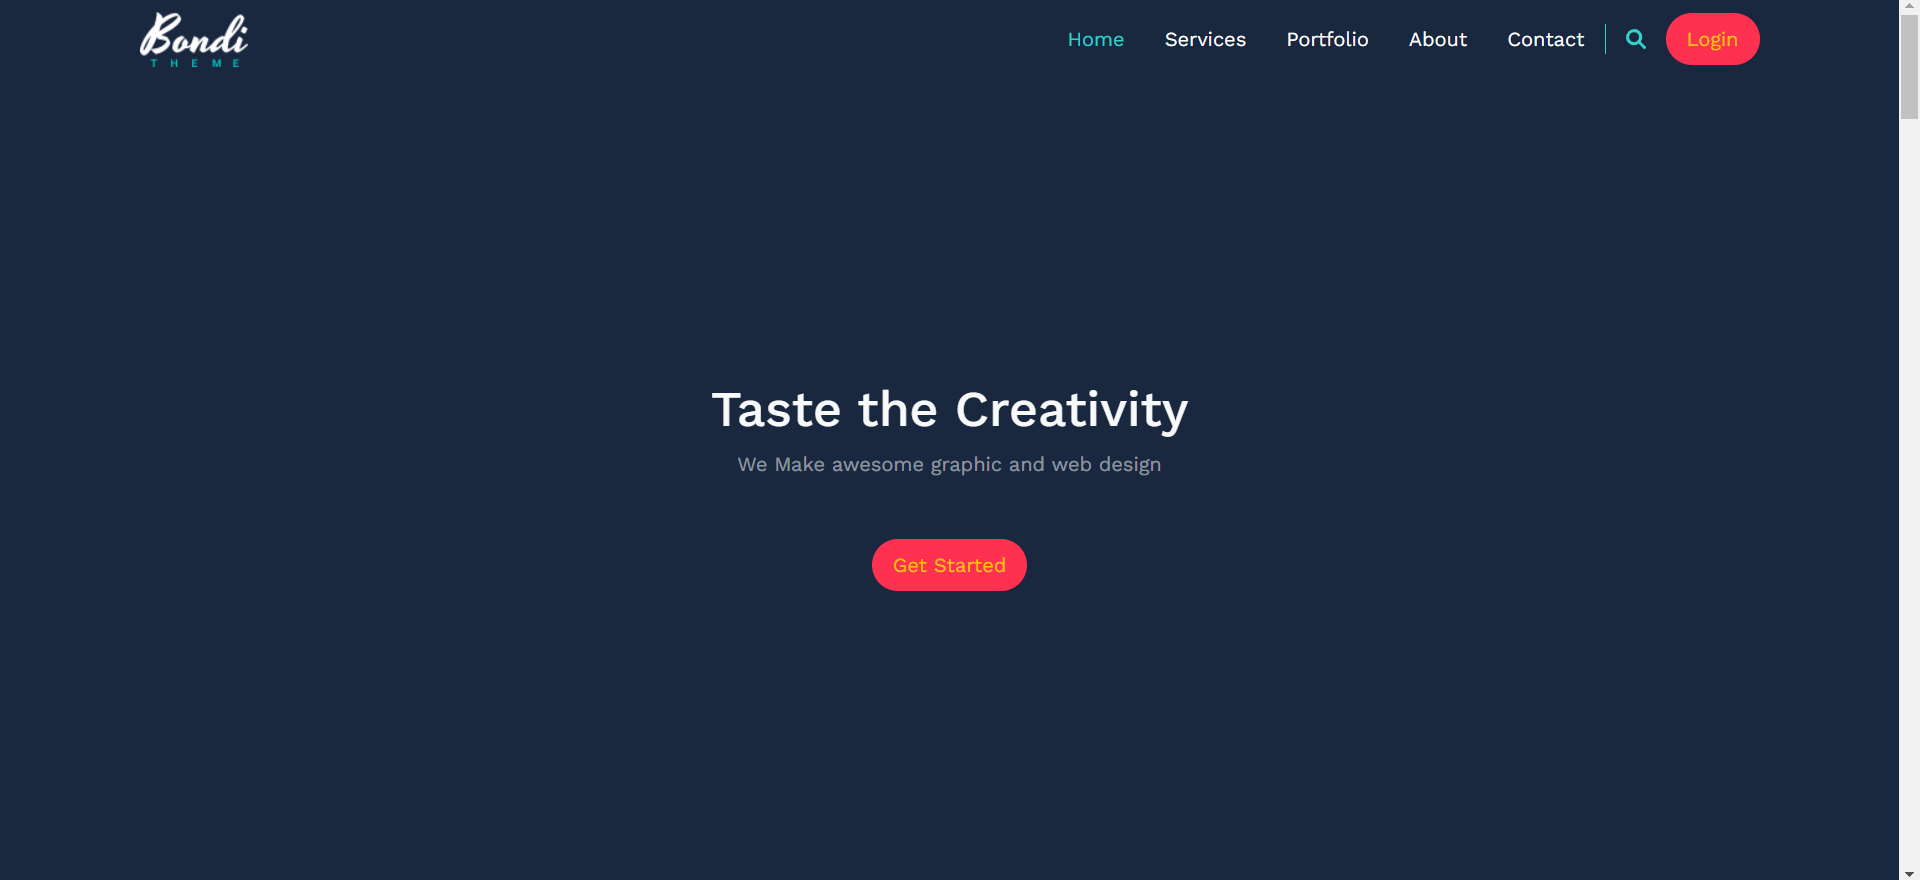 Bondi
THEME
Home Services Portfolio About Contact Login
Taste the Creativity
We Make awesome graphic and web design
Get Started